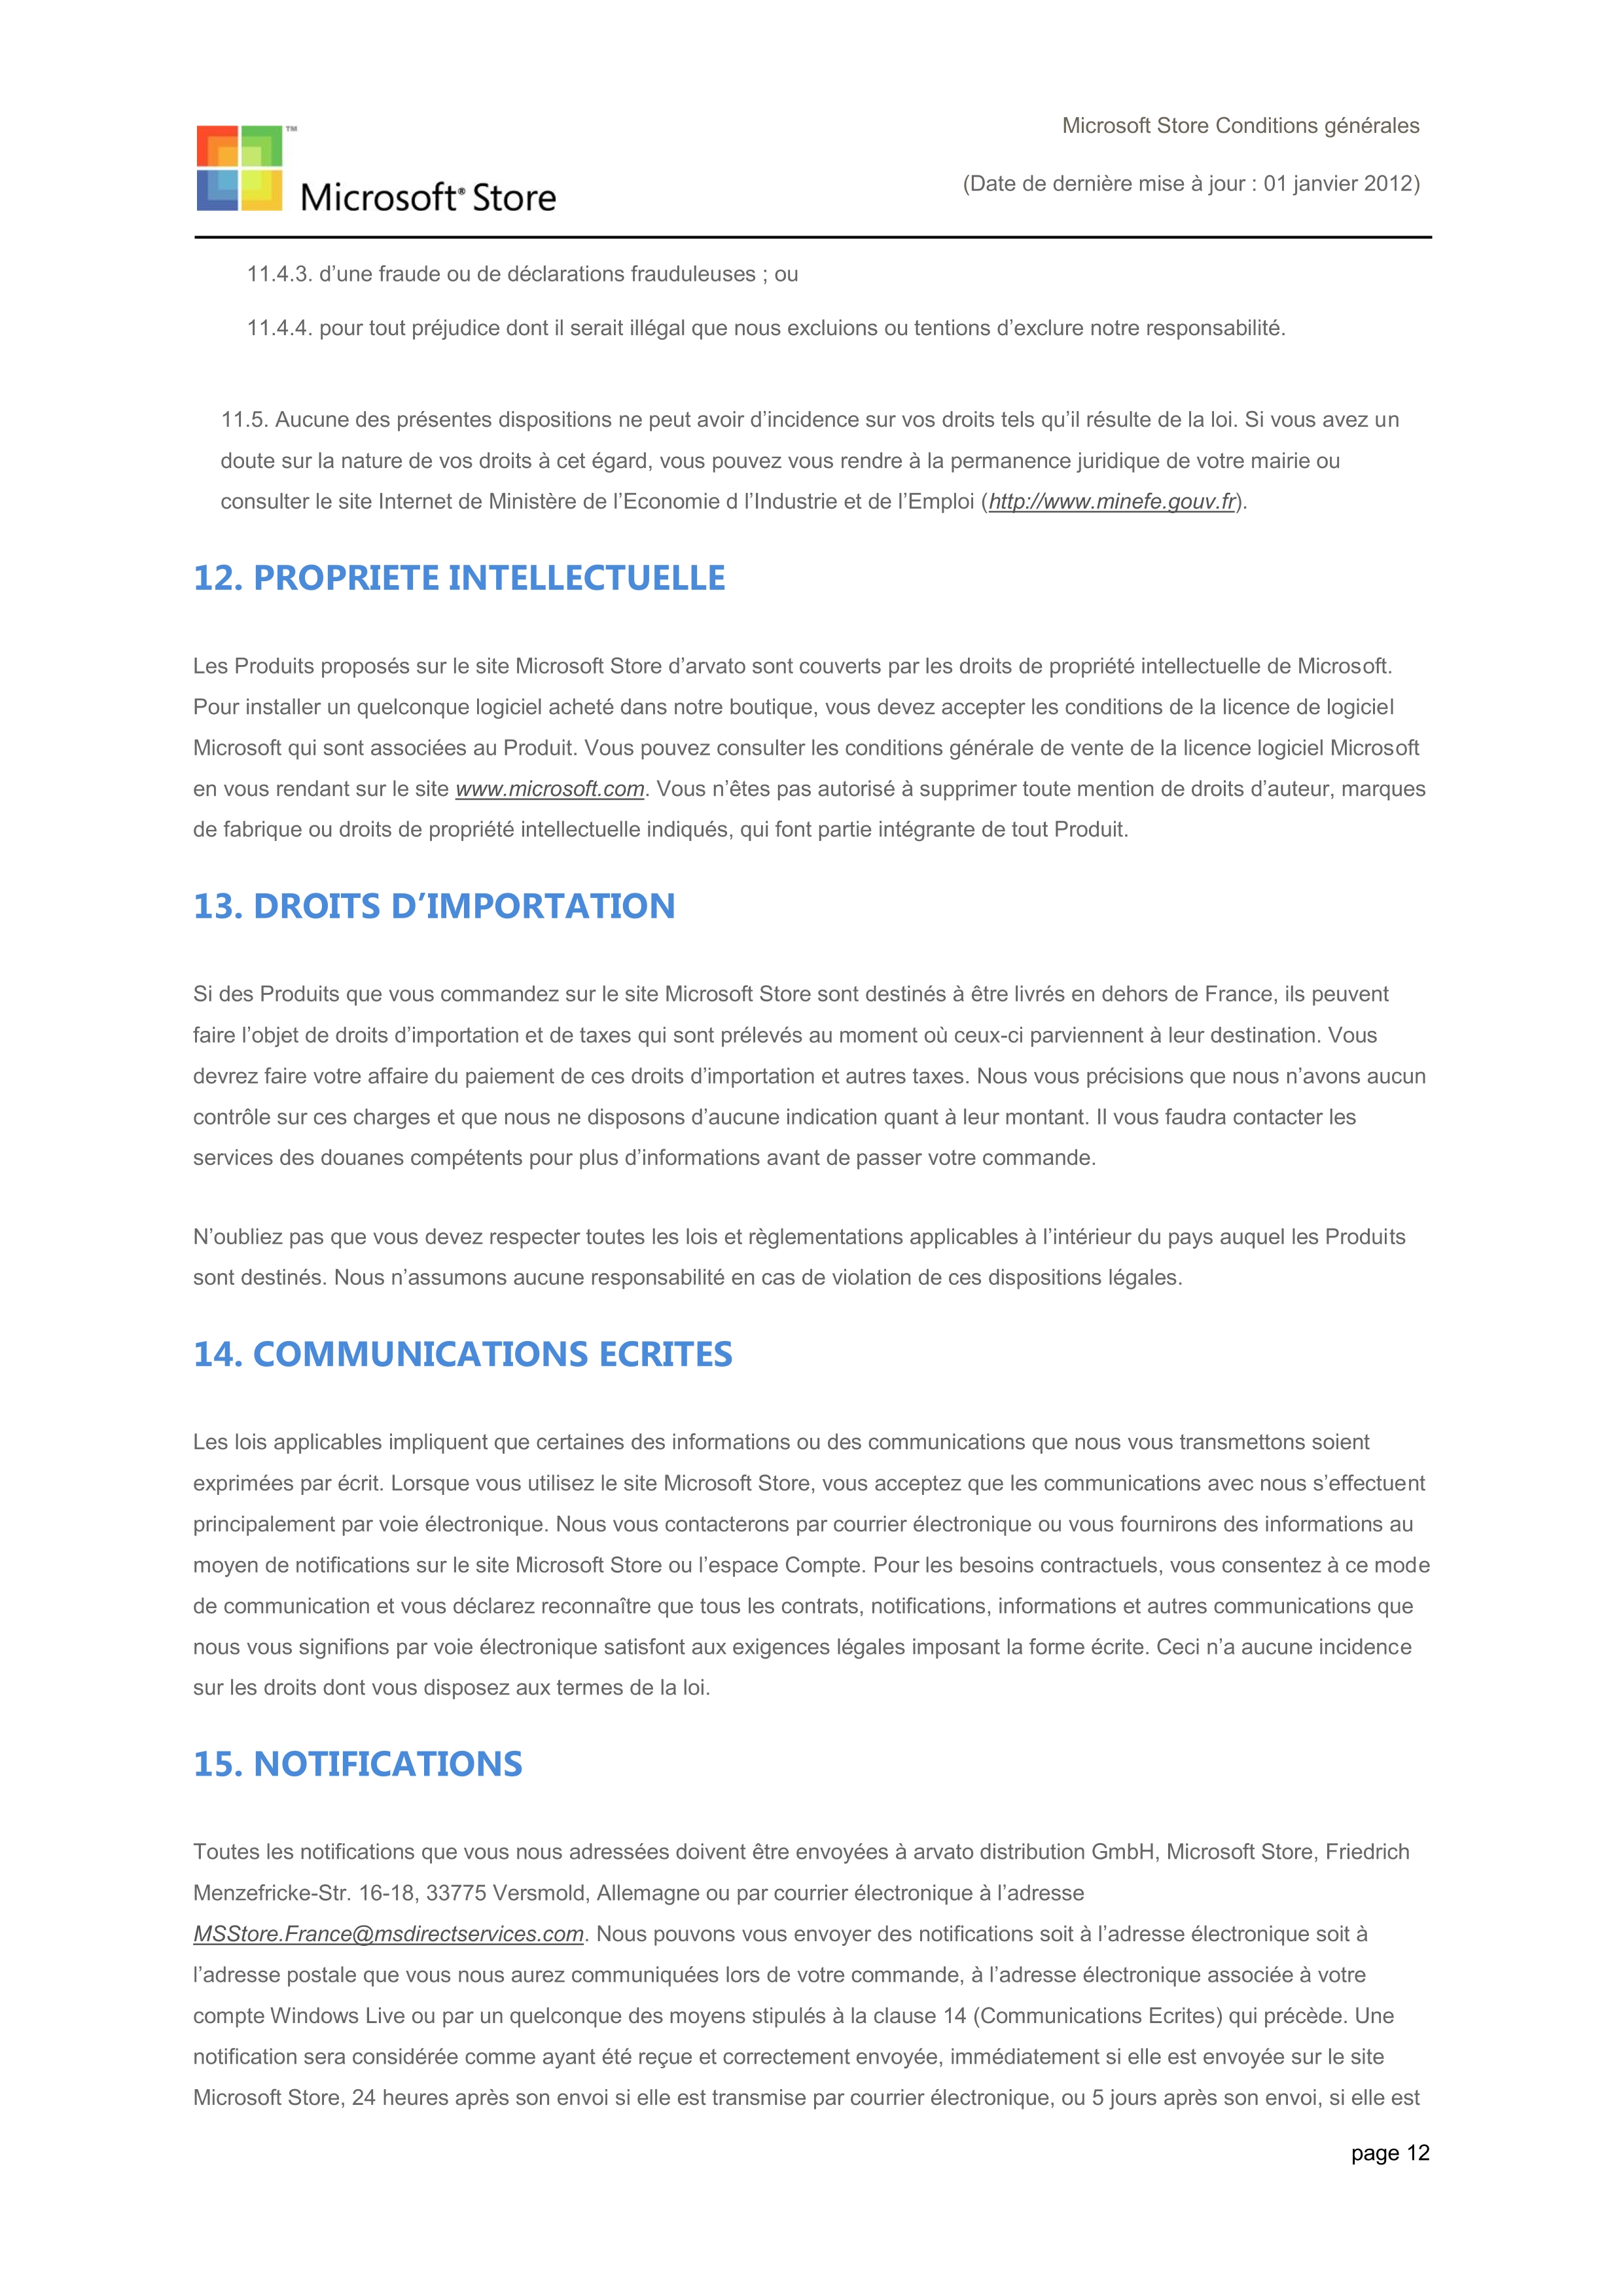 Microsoft Store Conditions générales
(Date de dernière mise à jour : 01 janvier 2012)
TM
Microsoft® Store
11.4.3. d’une fraude ou de déclarations frauduleuses ; ou
11.4.4. pour tout préjudice dont il serait illégal que nous excluions ou tentions d’exclure notre responsabilité.
11.5. Aucune des présentes dispositions ne peut avoir d’incidence sur vos droits tels qu’il résulte de la loi. Si vous avez un
doute sur la nature de vos droits à cet égard, vous pouvez vous rendre à la permanence juridique de votre mairie ou
consulter le site Internet de Ministère de l’Economie d l’Industrie et de l’Emploi (http://www.minefe.gouv.fr).
12. PROPRIETE INTELLECTUELLE
Les Produits proposés sur le site Microsoft Store d’arvato sont couverts par les droits de propriété intellectuelle de Microsoft.
Pour installer un quelconque logiciel acheté dans notre boutique, vous devez accepter les conditions de la licence de logiciel
Microsoft qui sont associées au Produit. Vous pouvez consulter les conditions générale de vente de la licence logiciel Microsoft
en vous rendant sur le site www.microsoft.com. Vous n’êtes pas autorisé à supprimer toute mention de droits d’auteur, marques
de fabrique ou droits de propriété intellectuelle indiqués, qui font partie intégrante de tout Produit.
13. DROITS D’IMPORTATION
Si des Produits que vous commandez sur le site Microsoft Store sont destinés à être livrés en dehors de France, ils peuvent
faire l’objet de droits d’importation et de taxes qui sont prélevés au moment où ceux-ci parviennent à leur destination. Vous
devrez faire votre affaire du paiement de ces droits d’importation et autres taxes. Nous vous précisions que nous n’avons aucun
contrôle sur ces charges et que nous ne disposons d’aucune indication quant à leur montant. Il vous faudra contacter les
services des douanes compétents pour plus d’informations avant de passer votre commande.
N’oubliez pas que vous devez respecter toutes les lois et règlementations applicables à l’intérieur du pays auquel les Produits
sont destinés. Nous n’assumons aucune responsabilité en cas de violation de ces dispositions légales.
14. COMMUNICATIONS ECRITES
Les lois applicables impliquent que certaines des informations ou des communications que nous vous transmettons soient
exprimées par écrit. Lorsque vous utilisez le site Microsoft Store, vous acceptez que les communications avec nous s’effectuent
principalement par voie électronique. Nous vous contacterons par courrier électronique ou vous fournirons des informations au
moyen de notifications sur le site Microsoft Store ou l’espace Compte. Pour les besoins contractuels, vous consentez à ce mode
de communication et vous déclarez reconnaître que tous les contrats, notifications, informations et autres communications que
nous vous signifions par voie électronique satisfont aux exigences légales imposant la forme écrite. Ceci n’a aucune incidence
sur les droits dont vous disposez aux termes de la loi.
15. NOTIFICATIONS
Toutes les notifications que vous nous adressées doivent être envoyées à arvato distribution GmbH, Microsoft Store, Friedrich
Menzefricke-Str. 16-18, 33775 Versmold, Allemagne ou par courrier électronique à l’adresse
MSStore.France@msdirectservices.com. Nous pouvons vous envoyer des notifications soit à l’adresse électronique soit à
l’adresse postale que vous nous aurez communiquées lors de votre commande, à l’adresse électronique associée à votre
compte Windows Live ou par un quelconque des moyens stipulés à la clause 14 (Communications Ecrites) qui précède. Une
notification sera considérée comme ayant été reçue et correctement envoyée, immédiatement si elle est envoyée sur le site
Microsoft Store, 24 heures après son envoi si elle est transmise par courrier électronique, ou 5 jours après son envoi, si elle est
page 12